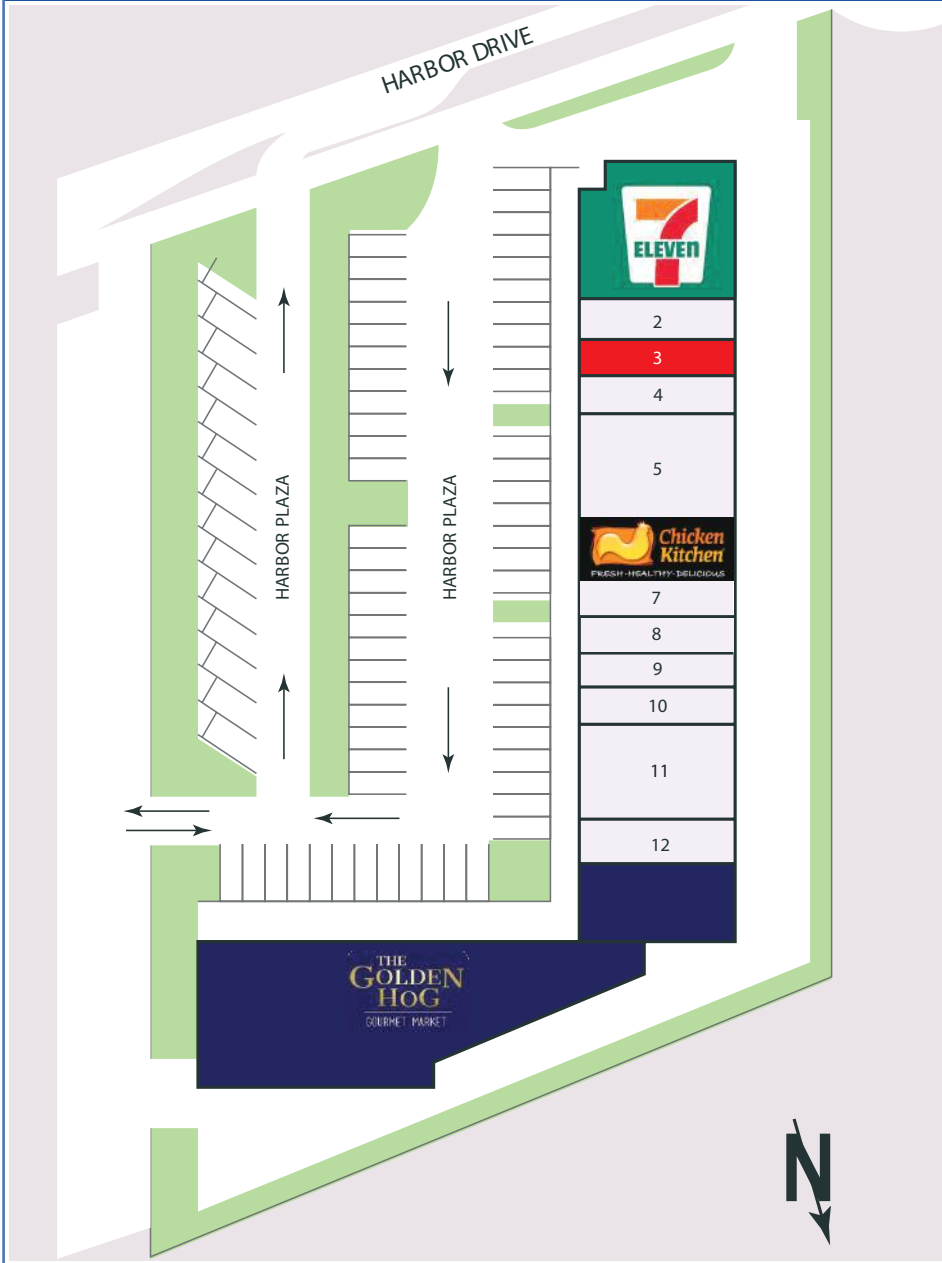 HARBOR DRIVE
7
ELEVEN
2
3
4
5
HARBOR PLAZA
HARBOR PLAZA
Chicken
Kitchen
FRESH-HEALTHY-DELICIOUS
7
8
9
10
11
12
THE
GOLDEN
HOG
GOURMET MARKET
N